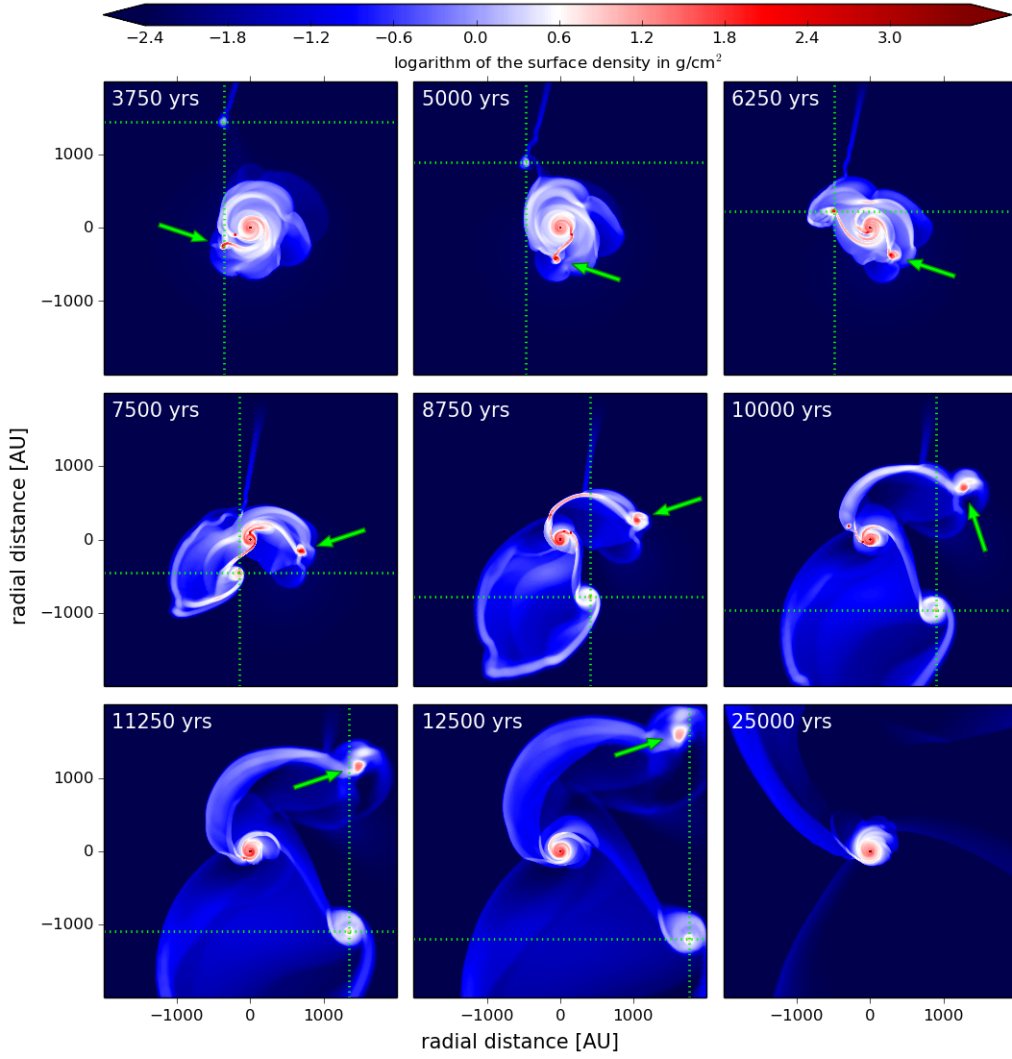 −2.4 −1.8 −1.2 −0.6 0.0 0.6 1.2 1.8 2.4 3.0
logarithm of the surface density in g/cm²
3750 yrs 5000 yrs 6250 yrs
1000
0
−1000
7500 yrs 8750 yrs 10000 yrs
1000
0
−1000
radial distance [AU]
11250 yrs 12500 yrs 25000 yrs
1000
0
−1000
−1000 0 1000 −1000 0 1000 −1000 0 1000
radial distance [AU]